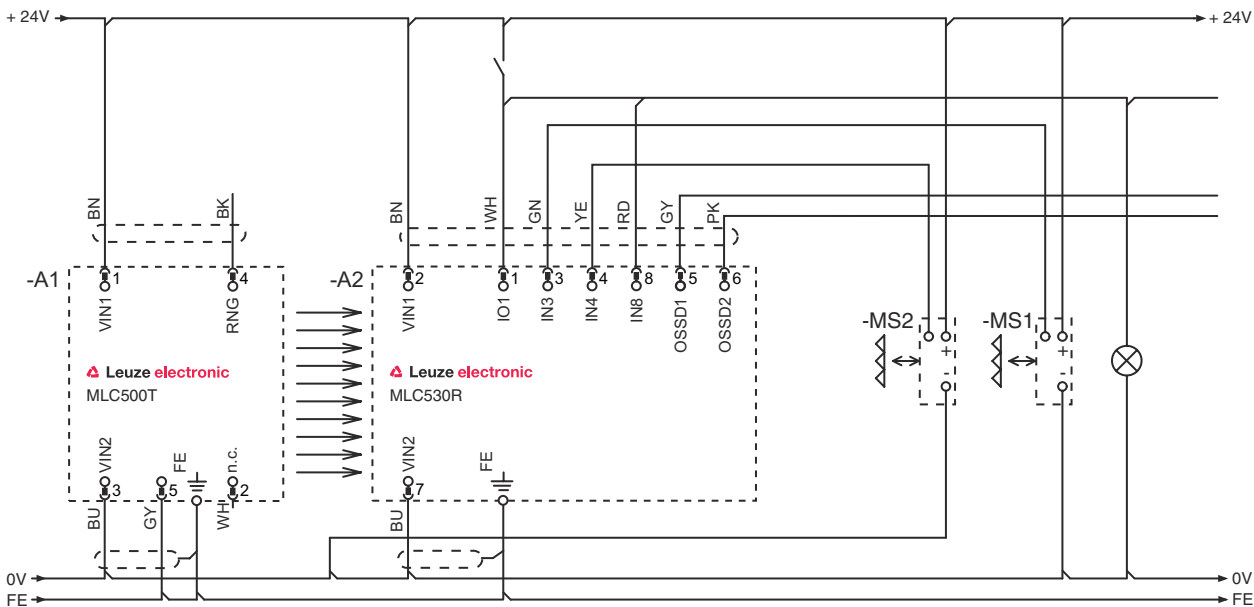 + 24V
+ 24V
BN
BK
BN
WH
GN
YE
RD
GY
PK
-A1
1
4
-A2
2
1
3
4
8
5
6
VIN1
RNG
VIN1
IO1
IN3
IN4
IN8
OSSD1
OSSD2
-MS2
-MS1
+
-
+
-
Leuze electronic
MLC500T
Leuze electronic
MLC530R
VIN2
FE
n.c.
VIN2
FE
3
5
2
7
BU
GY
WH
BU
0V
0V
FE
FE